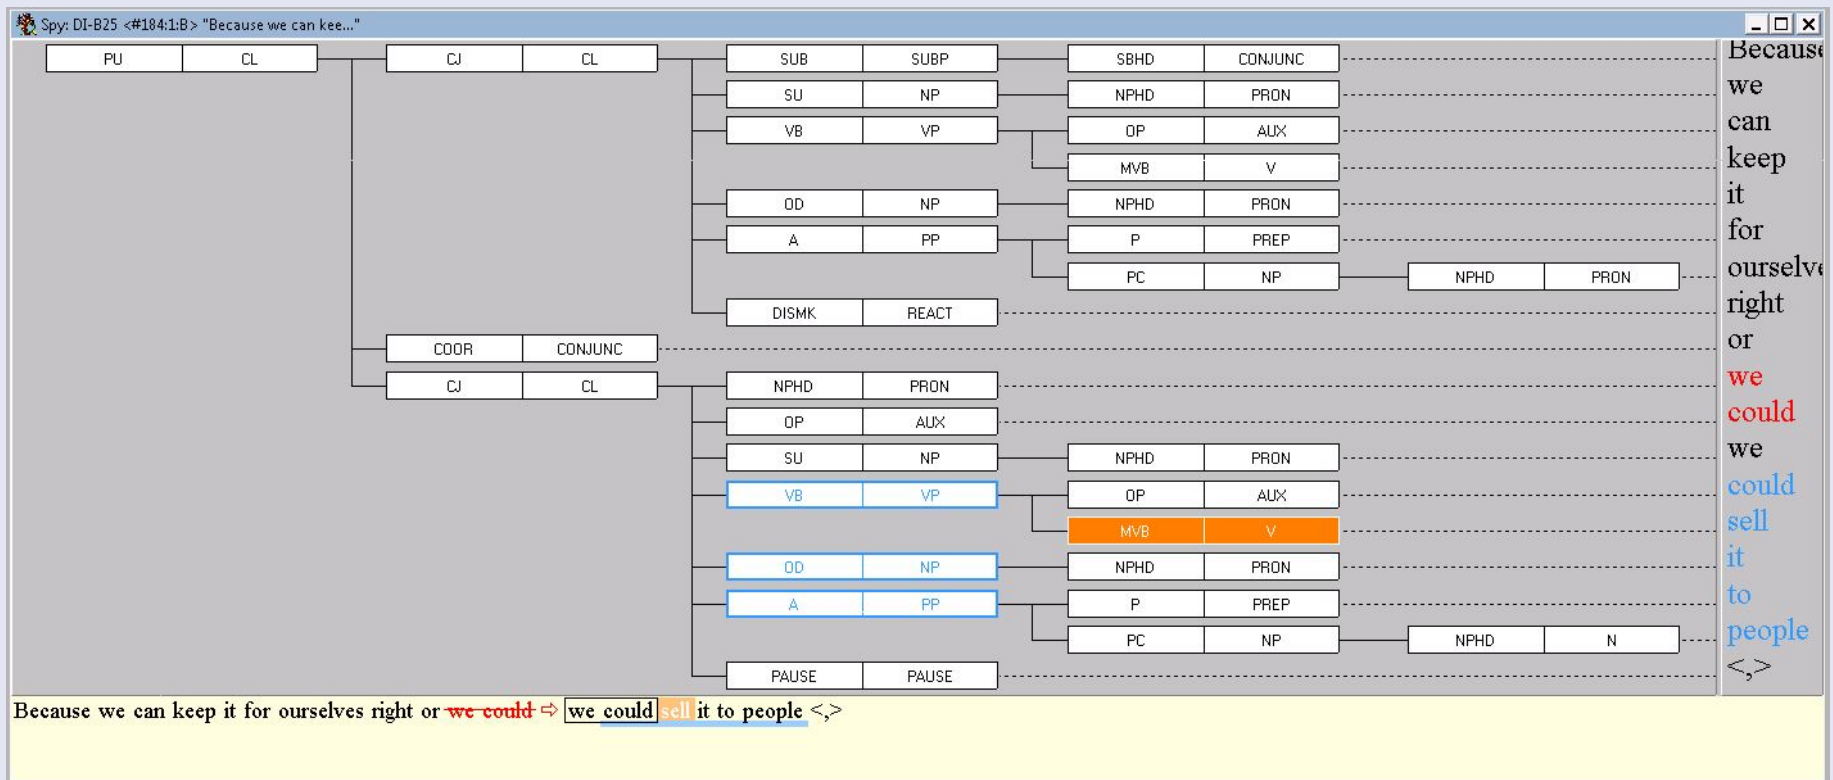 Spy: DI-B25 <#184:1:B> "Because we can kee..."
PU CL CJ CL SUB SUBP SBHD CONJUNC Because
SU NP NPHD PRON we
VB VP OP AUX can
MVB V keep
OD NP NPHD PRON it
A PP P PREP for
PC NP NPHD PRON ourselve
DISMK REACT right
COOR CONJUNC or
CJ CL NPHD PRON we
OP AUX could
SU NP NPHD PRON we
VB VP OP AUX could
MVB V sell
OD NP NPHD PRON it
A PP P PREP to
PC NP NPHD N people
PAUSE PAUSE <,>
Because we can keep it for ourselves right or we could ⇨ we could sell it to people <,>